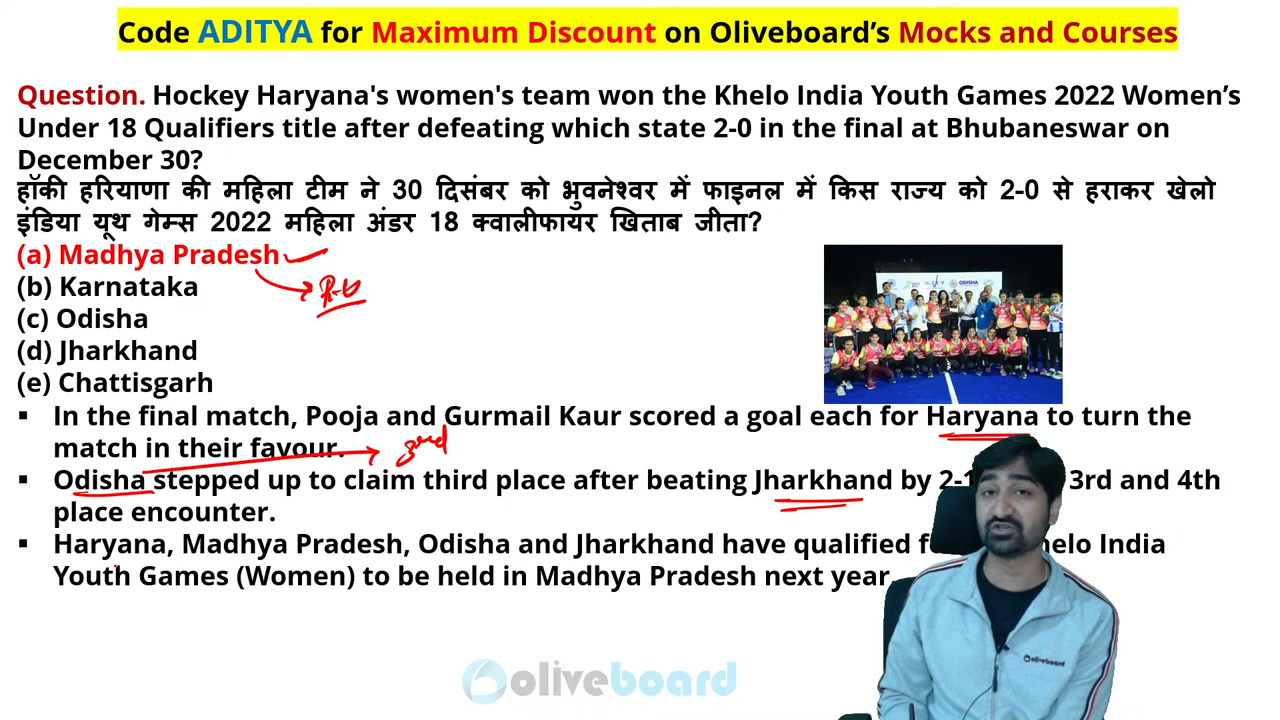 Code ADITYA for Maximum Discount on Oliveboard's Mocks and Courses
Question. Hockey Haryana's women's team won the Khelo India Youth Games 2022 Women's
Under 18 Qualifiers title after defeating which state 2-0 in the final at Bhubaneswar on
December 30?
हॉकी हरियाणा की महिला टीम ने 30 दिसंबर को भुवनेश्वर में फाइनल में किस राज्य को 2-0 से हराकर खेलो
इंडिया यूथ गेम्स 2022 महिला अंडर 18 क्वालीफायर खिताब जीता?
(a) Madhya Pradesh
(b) Karnataka
(c) Odisha
(d) Jharkhand
(e) Chattisgarh
ODISHA
▪ In the final match, Pooja and Gurmail Kaur scored a goal each for Haryana to turn the
match in their favour.
3rd
▪ Odisha stepped up to claim third place after beating Jharkhand by 2-1 3rd and 4th
place encounter.
▪ Haryana, Madhya Pradesh, Odisha and Jharkhand have qualified India
Youth Games (Women) to be held in Madhya Pradesh next year.
oliveboard
oliveboard